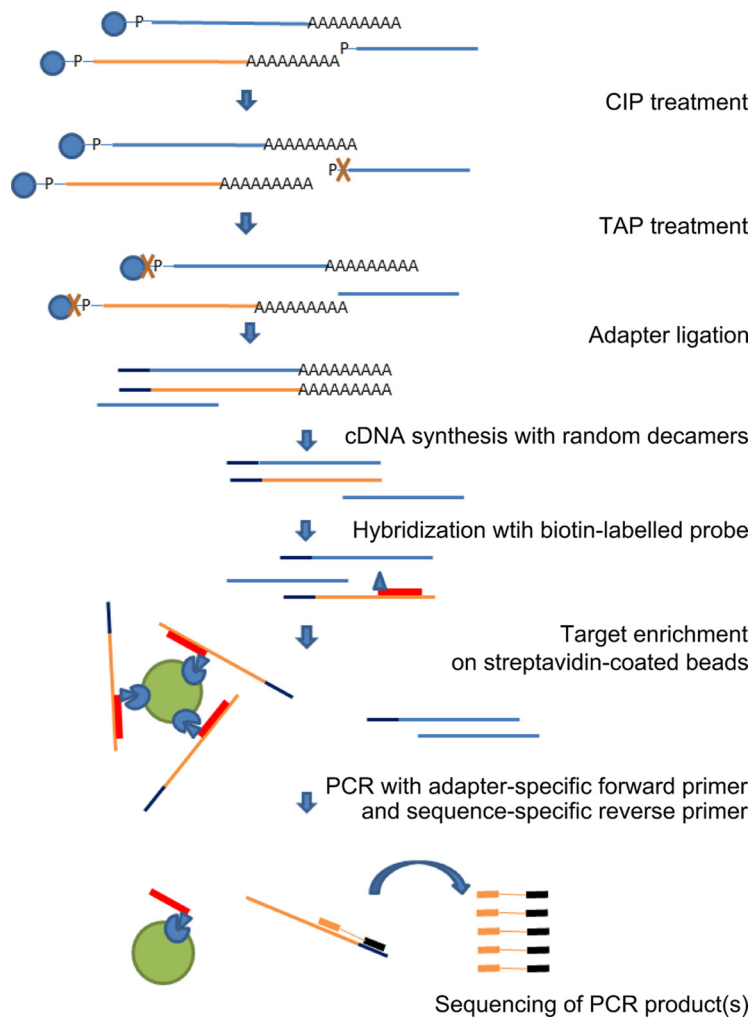 P AAAAAAAAA
P
P AAAAAAAAA
CIP treatment
P AAAAAAAAA
P
P AAAAAAAAA
TAP treatment
P AAAAAAAAA
P AAAAAAAAA
Adapter ligation
AAAAAAAAA
AAAAAAAAA
cDNA synthesis with random decamers
Hybridization wtih biotin-labelled probe
Target enrichment
on streptavidin-coated beads
PCR with adapter-specific forward primer
and sequence-specific reverse primer
Sequencing of PCR product(s)